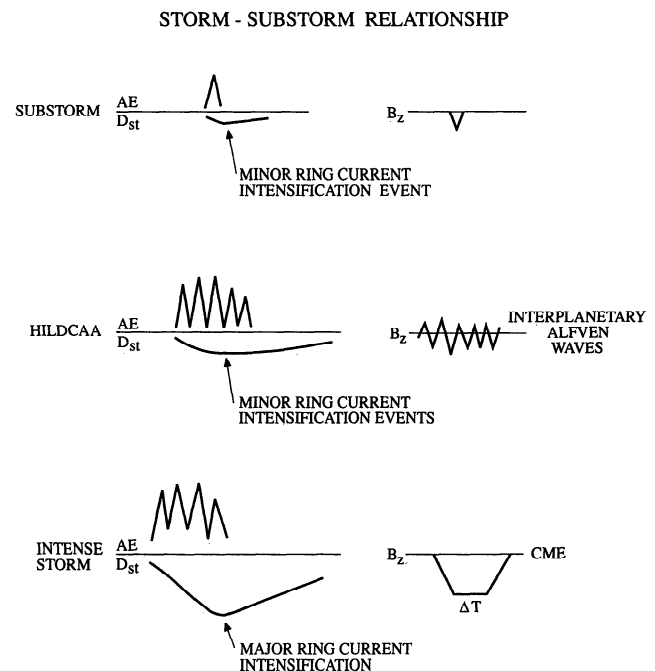 STORM - SUBSTORM RELATIONSHIP
SUBSTORM
AE
Dst
Bz
MINOR RING CURRENT
INTENSIFICATION EVENT
HILDCAA
AE
Dst
Bz
INTERPLANETARY
ALFVEN
WAVES
MINOR RING CURRENT
INTENSIFICATION EVENTS
INTENSE
STORM
AE
Dst
Bz
CME
ΔT
MAJOR RING CURRENT
INTENSIFICATION